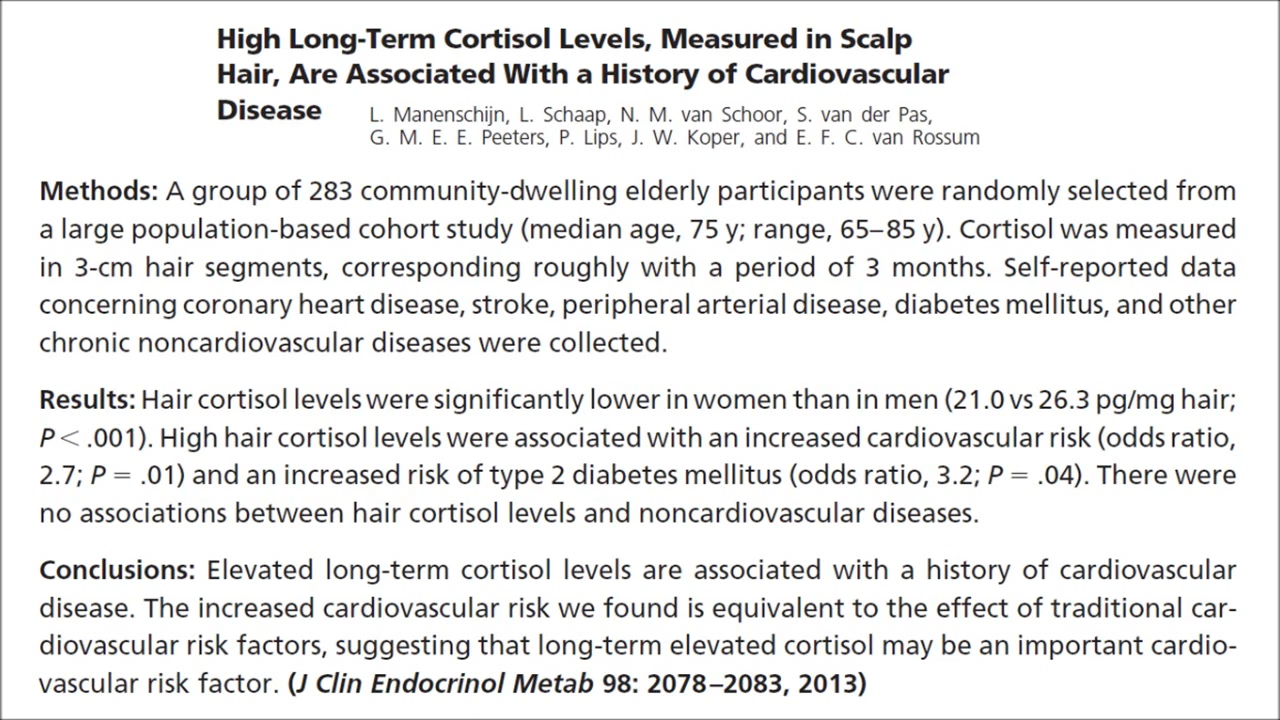 High Long-Term Cortisol Levels, Measured in Scalp
Hair, Are Associated With a History of Cardiovascular
Disease
L. Manenschijn, L. Schaap, N. M. van Schoor, S. van der Pas,
G. M. E. E. Peeters, P. Lips, J. W. Koper, and E. F. C. van Rossum
Methods: A group of 283 community-dwelling elderly participants were randomly selected from
a large population-based cohort study (median age, 75 y; range, 65–85 y). Cortisol was measured
in 3-cm hair segments, corresponding roughly with a period of 3 months. Self-reported data
concerning coronary heart disease, stroke, peripheral arterial disease, diabetes mellitus, and other
chronic noncardiovascular diseases were collected.
Results: Hair cortisol levels were significantly lower in women than in men (21.0 vs 26.3 pg/mg hair;
P < .001). High hair cortisol levels were associated with an increased cardiovascular risk (odds ratio,
2.7; P = .01) and an increased risk of type 2 diabetes mellitus (odds ratio, 3.2; P = .04). There were
no associations between hair cortisol levels and noncardiovascular diseases.
Conclusions: Elevated long-term cortisol levels are associated with a history of cardiovascular
disease. The increased cardiovascular risk we found is equivalent to the effect of traditional car-
diovascular risk factors, suggesting that long-term elevated cortisol may be an important cardio-
vascular risk factor. (J Clin Endocrinol Metab 98: 2078–2083, 2013)